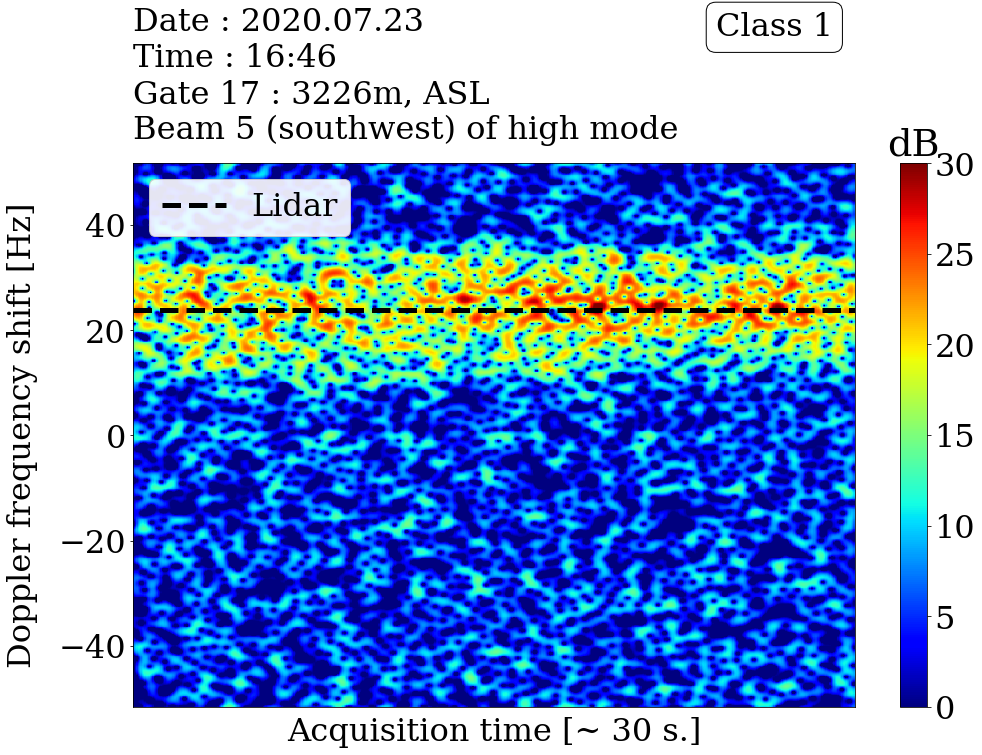 Date : 2020.07.23
Time : 16:46
Gate 17 : 3226m, ASL
Beam 5 (southwest) of high mode
Class 1
dB
Lidar
Doppler frequency shift [Hz]
40
20
0
−20
−40
Acquisition time [~ 30 s.]
30
25
20
15
10
5
0